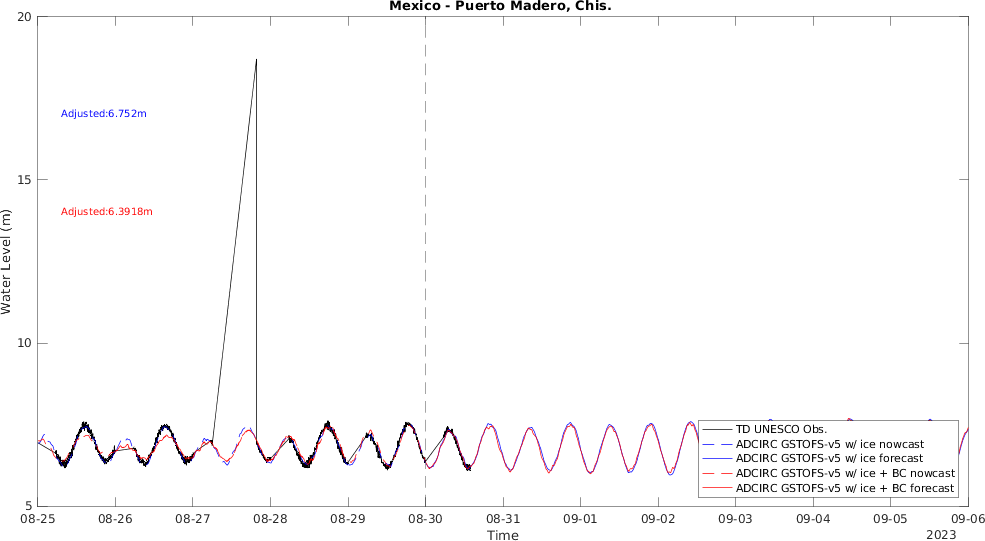 Mexico - Puerto Madero, Chis.
20
Adjusted:6.752m
15
Adjusted:6.3918m
Water Level (m)
10
TD UNESCO Obs.
ADCIRC GSTOFS-v5 w/ ice nowcast
ADCIRC GSTOFS-v5 w/ ice forecast
ADCIRC GSTOFS-v5 w/ ice + BC nowcast
ADCIRC GSTOFS-v5 w/ ice + BC forecast
5
08-25 08-26 08-27 08-28 08-29 08-30 08-31 09-01 09-02 09-03 09-04 09-05 09-06
Time
2023